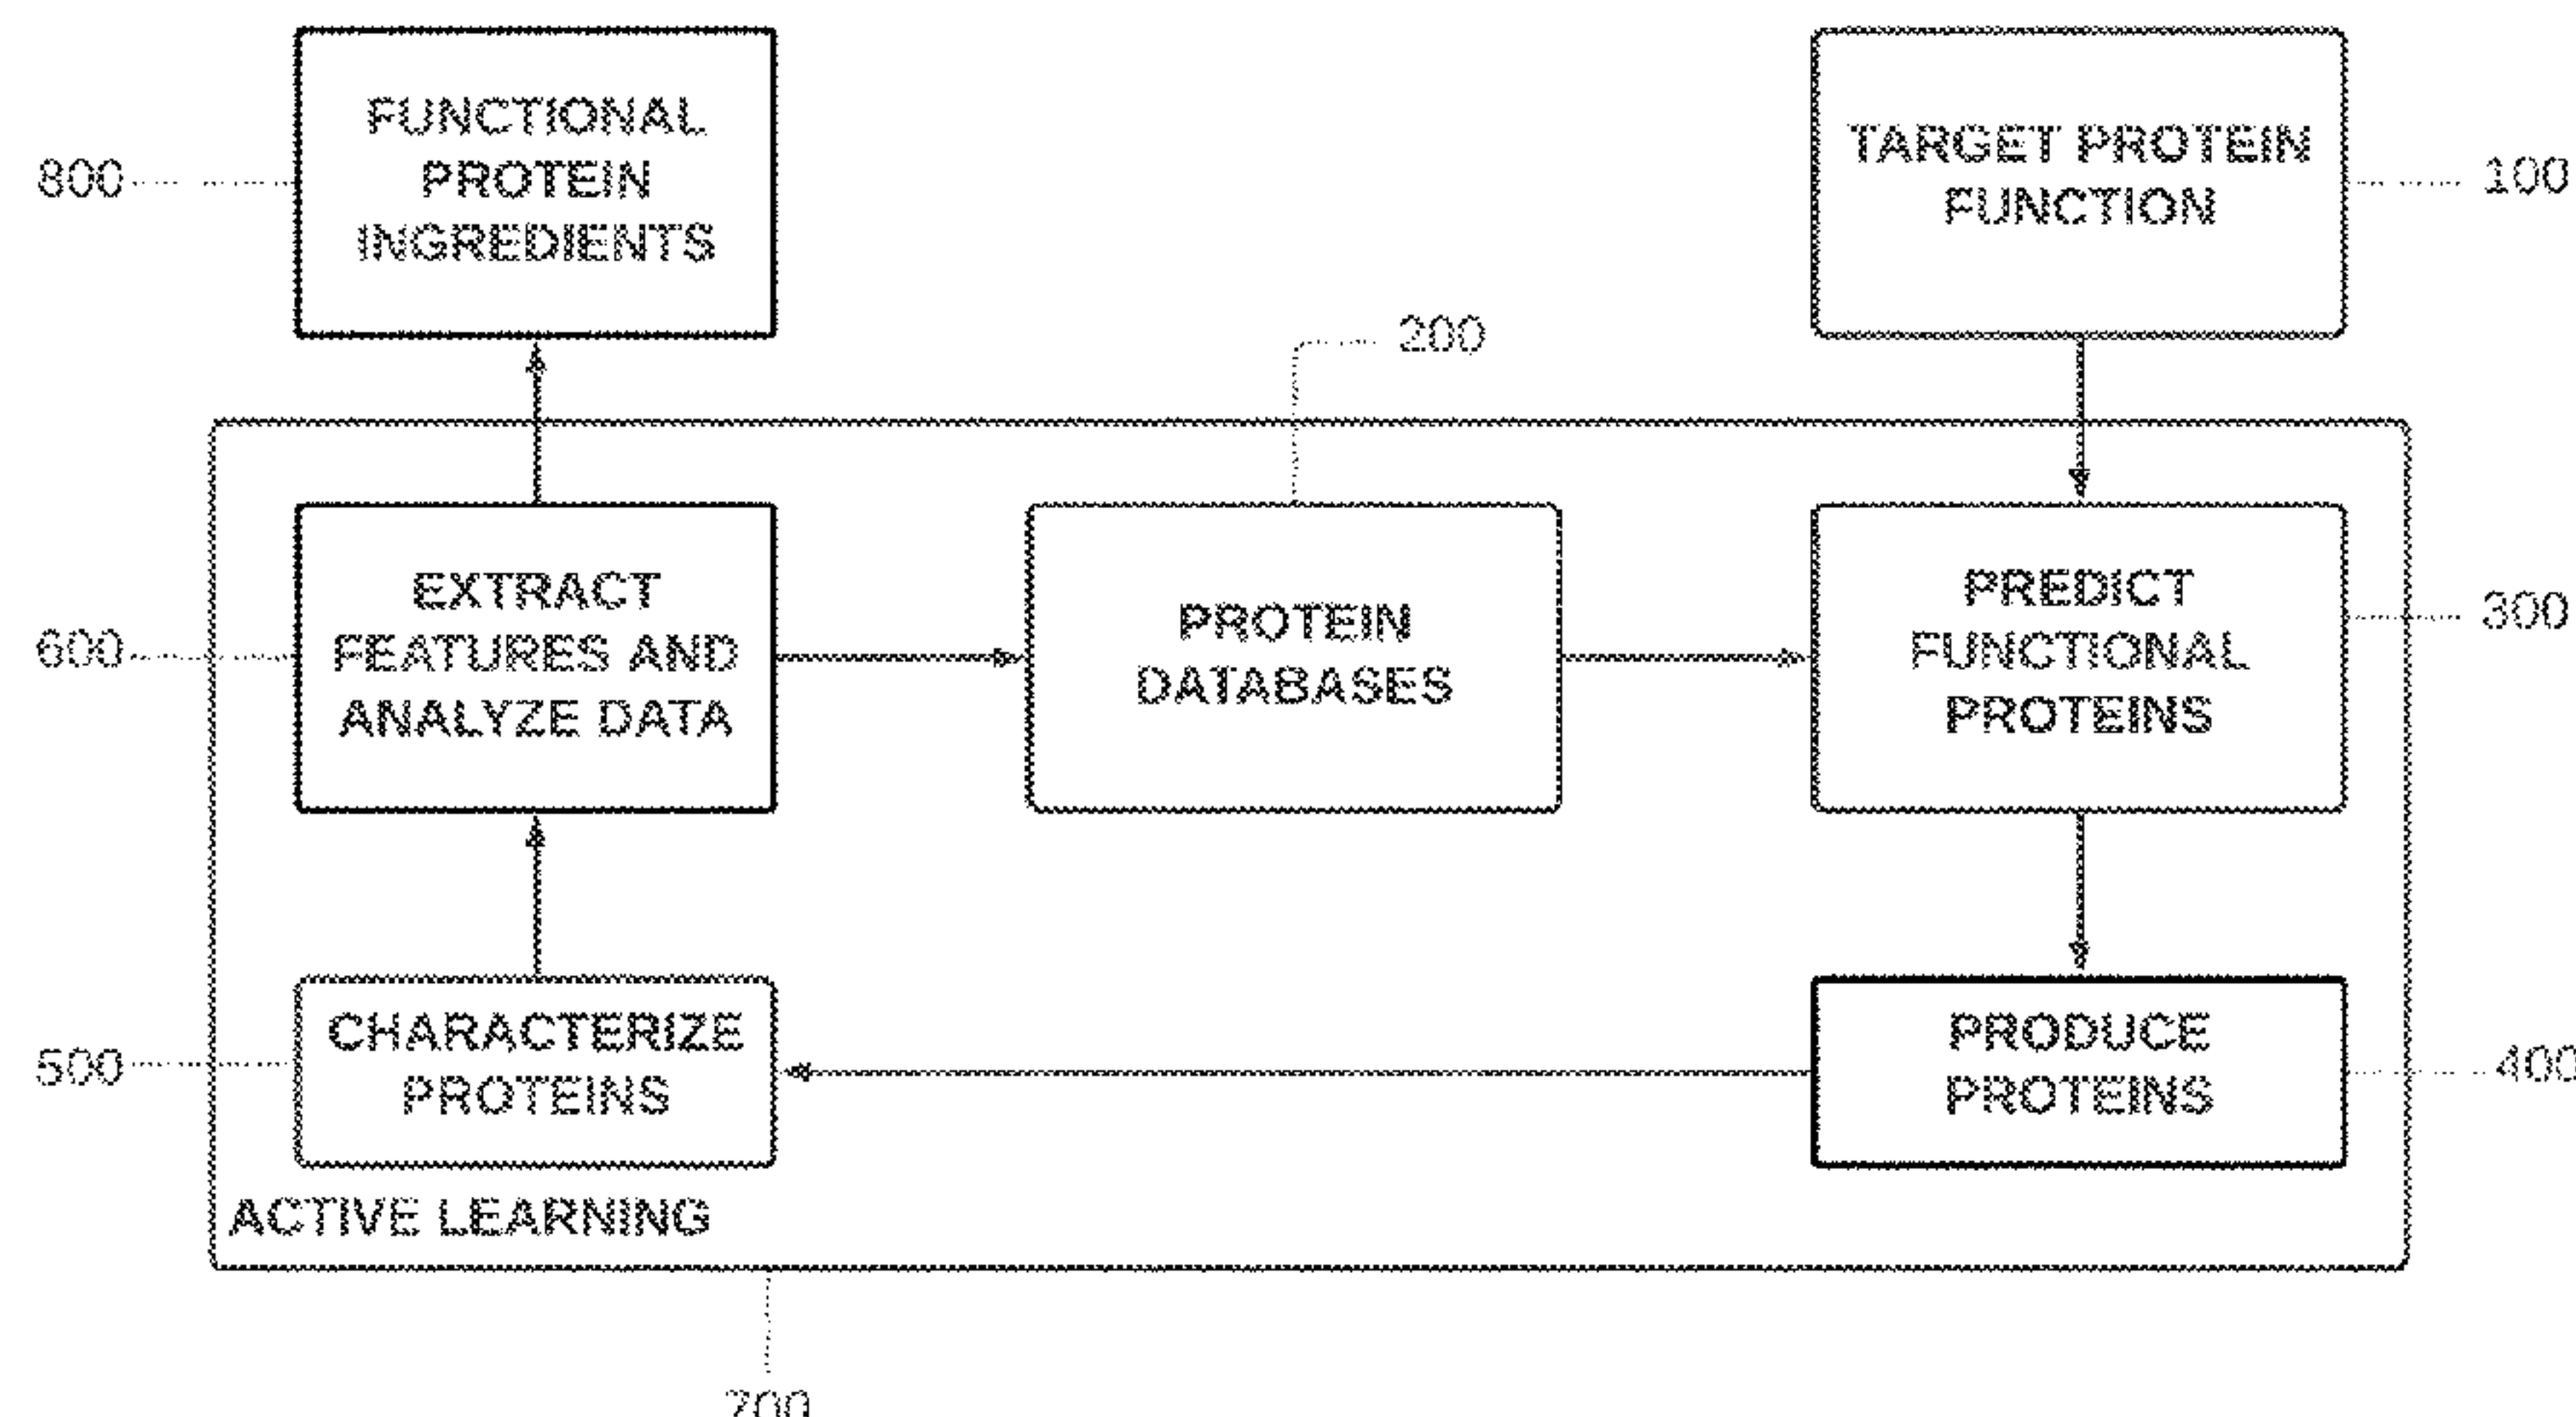 FUNCTIONAL
PROTEIN
INGREDIENTS
800
TARGET PROTEIN
FUNCTION
100
200
EXTRACT
FEATURES AND
ANALYZE DATA
600
PROTEIN
DATABASES
PREDICT
FUNCTIONAL
PROTEINS
300
CHARACTERIZE
PROTEINS
500
PRODUCE
PROTEINS
400
ACTIVE LEARNING
700